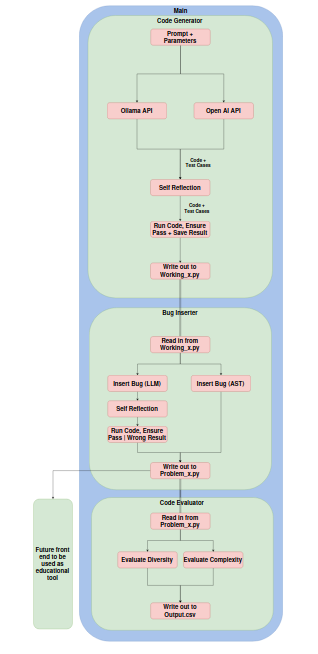 Main
Code Generator
Prompt +
Parameters
Ollama API
Open AI API
Code +
Test Cases
Self Reflection
Code +
Test Cases
Run Code, Ensure
Pass + Save Result
Write out to
Working_x.py
Bug Inserter
Read in from
Working_x.py
Insert Bug (LLM)
Insert Bug (AST)
Self Reflection
Run Code, Ensure
Pass | Wrong Result
Write out to
Problem_x.py
Code Evaluator
Read in from
Problem_x.py
Future front
end to be
used as
educational
tool
Evaluate Diversity
Evaluate Complexity
Write out to
Output.csv